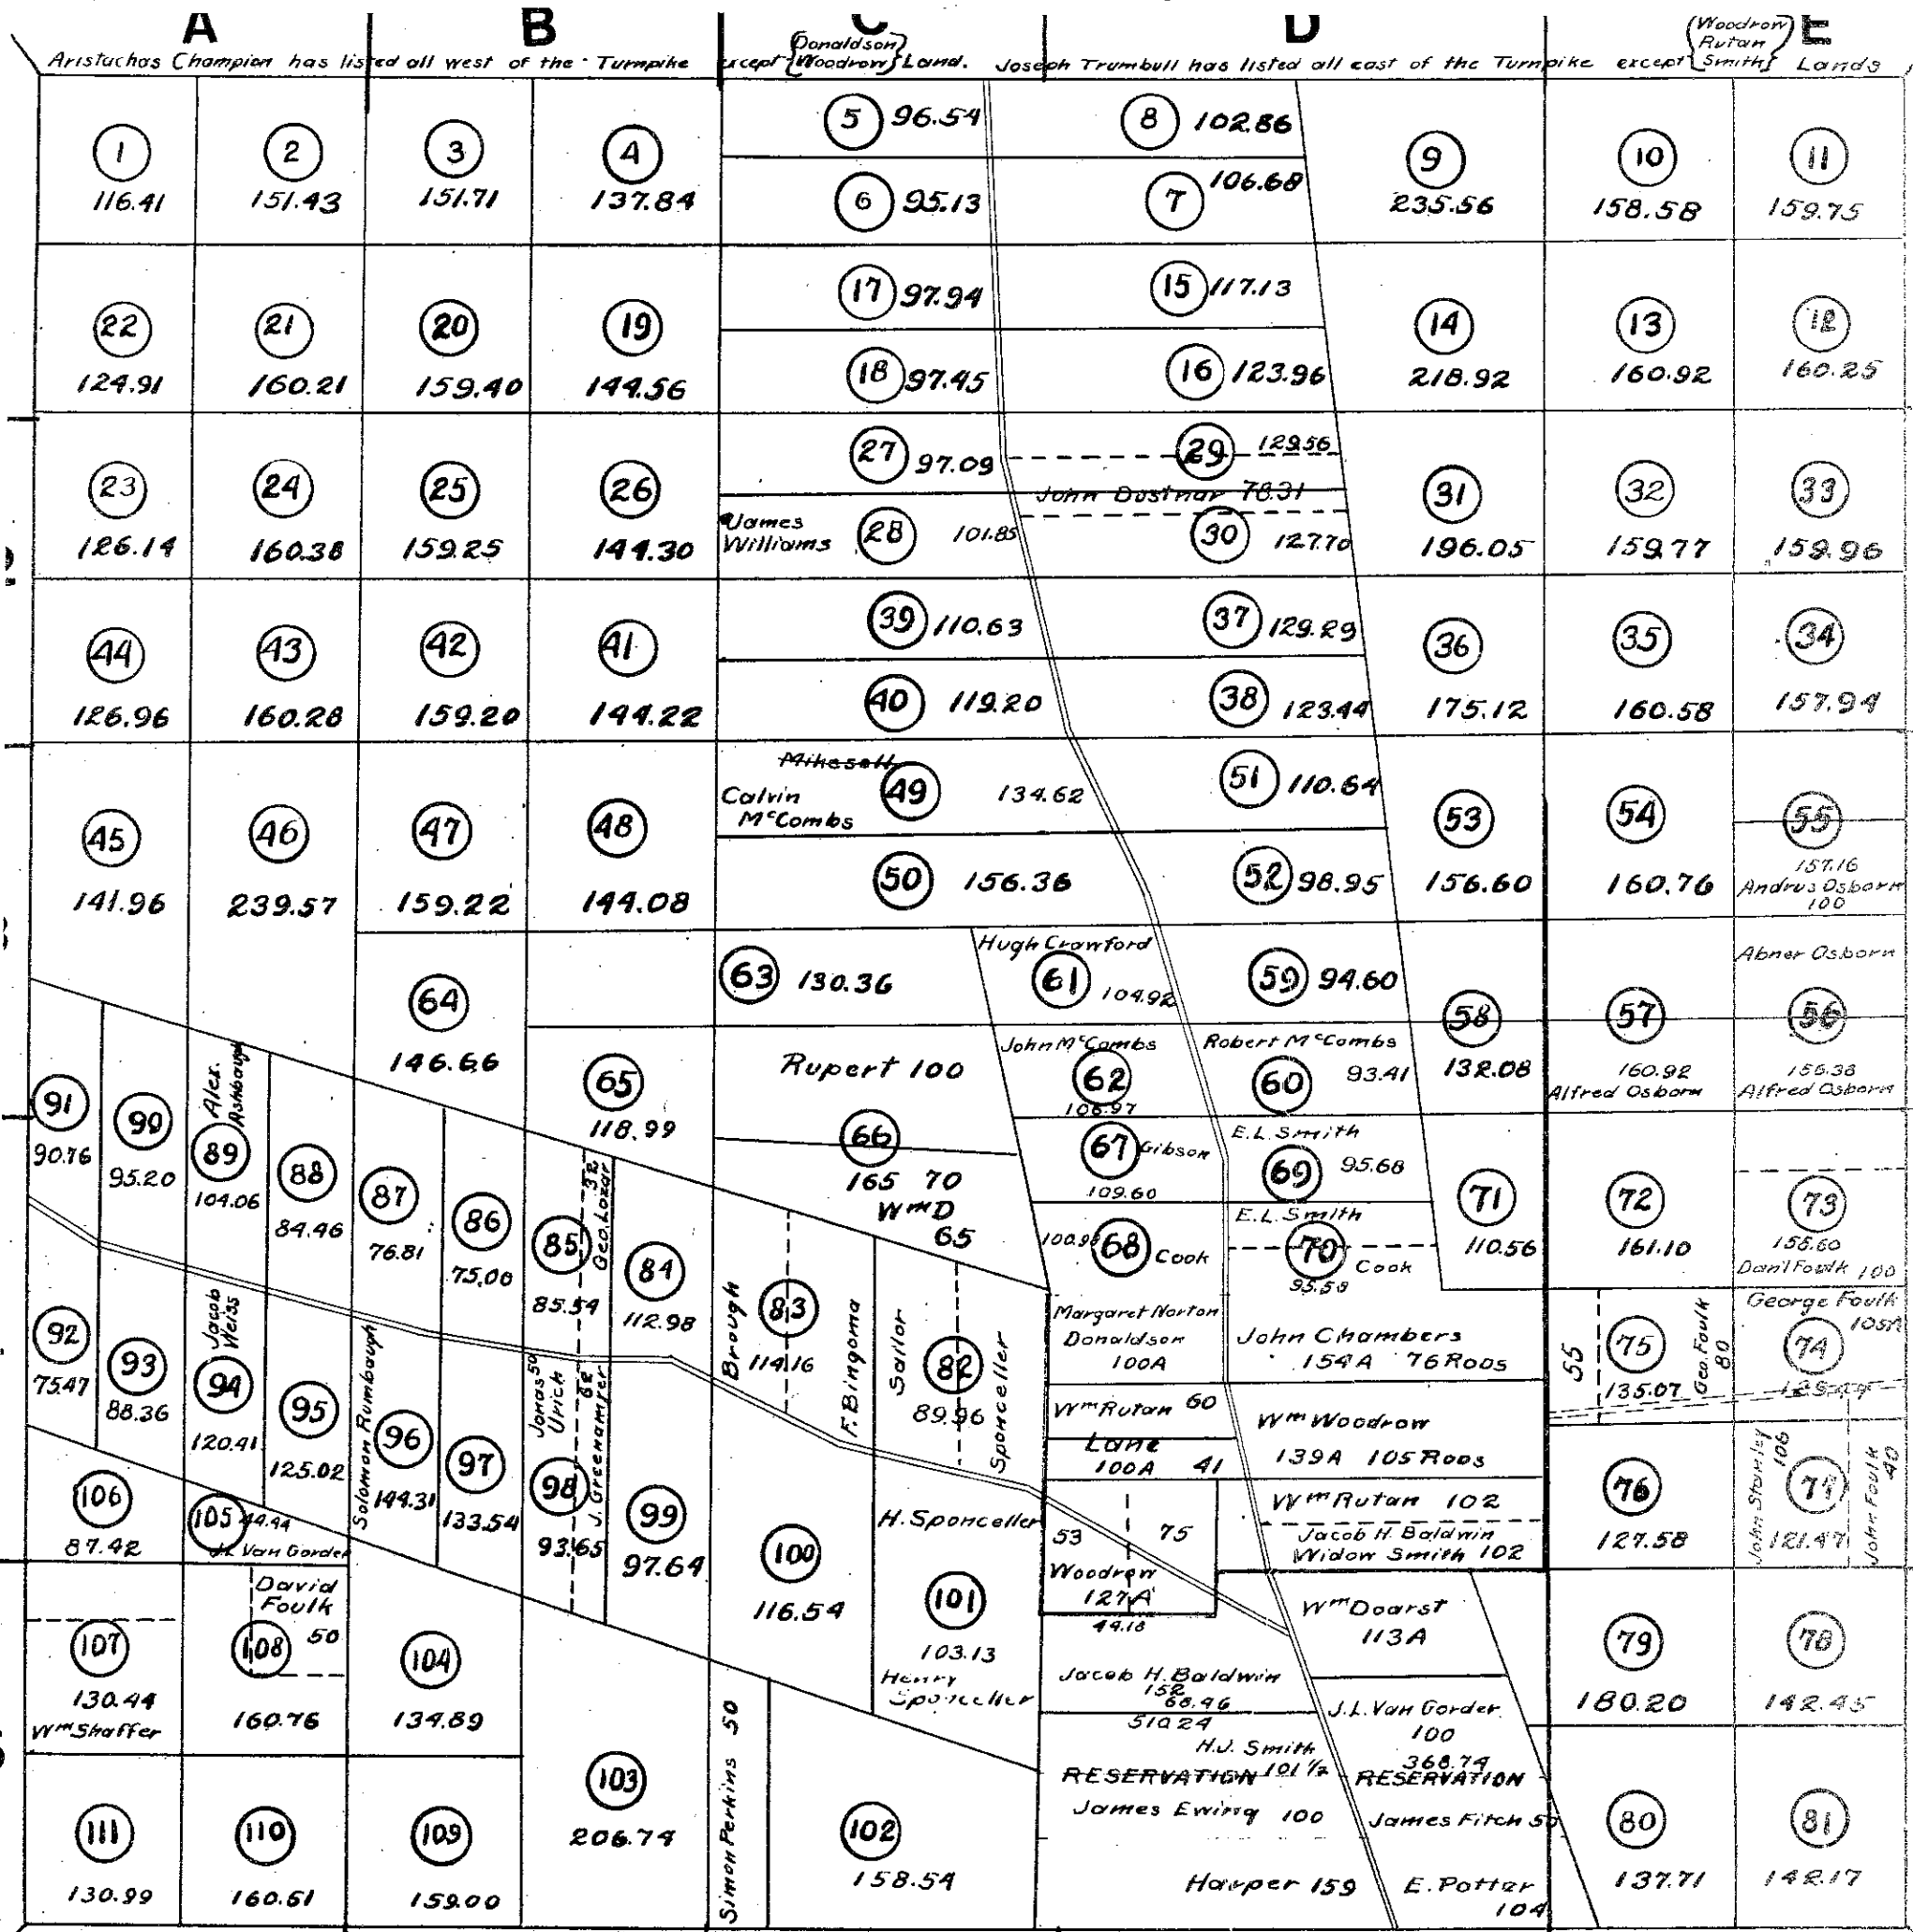 A B C D E
Aristachas Champion has listed all west of the Turnpike except {Donaldson Woodrow} Land. Joseph Trumbull has listed all east of the Turnpike except {Woodrow Rutan Smith} Lands
1 116.41
2 151.43
3 151.71
4 137.84
5 96.54
8 102.86
6 95.13
7 106.68
9 235.56
10 158.58
11 159.75
22 124.91
21 160.21
20 159.40
19 144.56
17 97.94
15 117.13
18 97.45
16 123.96
14 218.92
13 160.92
12 160.25
23 126.14
24 160.38
25 159.25
26 144.30
27 97.09
29 129.56
John Dustman 78.31
James Williams 28 101.85
30 127.70
31 196.05
32 159.77
33 159.96
44 126.96
43 160.28
42 159.20
41 144.22
39 110.63
37 129.29
40 119.20
38 123.44
36 175.12
35 160.58
34 157.94
45 141.96
46 239.57
47 159.22
48 144.08
Mikesell
Calvin McCombs
49 134.62
51 110.64
50 156.36
52 98.95
53 156.60
54 160.76
55
157.16
Andrus Osborn
100
64 146.66
63 130.36
Hugh Crawford
61 104.92
59 94.60
58 132.08
57
160.92
Alfred Osborn
Abner Osborn
56
155.38
Alfred Osborn
65 118.99
Rupert 100
John McCombs
62
106.97
Robert McCombs
60 93.41
66
165 70
Wm D
65
67 Gibson
109.60
E.L. Smith
69 95.68
100.9
68 Cook
E.L. Smith
70 Cook
95.58
71 110.56
72 161.10
73
158.60
Dan'l Foulk 100
91 90.76
90 95.20
Alex. Ashbaugh
89 104.06
88 84.46
87 76.81
86 75.00
85 85.54
Geo. Lozar 32
84 112.98
Brough
83 114.16
F. Bingoma
Sailor
82 89.96
Sponceller
Margaret Norton
Donaldson
100A
John Chambers
154A 76 Roos
55
75
135.07
Geo. Foulk 80
George Foulk
105A
74
92 75.47
93 88.36
Jacob Weiss
94 120.41
95 125.02
Solomon Rumbaugh
96 144.31
97 133.54
Jonas Urich 50
98 93.65
J. Greenamyer 62
99 97.64
Wm Rutan 60
Lane
100A 41
Wm Woodrow
139A 105 Roos
53
75
Woodrow
127A
44.18
Wm Rutan 102
Jacob H. Baldwin
Widow Smith 102
76 127.58
John Stanley 106
77
121.47
John Foulk 40
106 87.42
105 44.44
J.L. Van Gorder
100 116.54
H. Sponceller
101
103.13
Henry Sponceller
107
130.44
Wm Shaffer
David Foulk
50
108
160.76
104 134.89
Wm Doarst
113A
79 180.20
78 142.45
Jacob H. Baldwin
152
68.46
510.24
J.L. Van Gorder
100
368.74
H.J. Smith
101 1/2
RESERVATION
RESERVATION
James Ewing 100
James Fitch 50
Harper 159
E. Potter
104
111 130.99
110 160.61
109 159.00
103 206.74
Simon Perkins 50
102 158.54
80 137.71
81 142.17